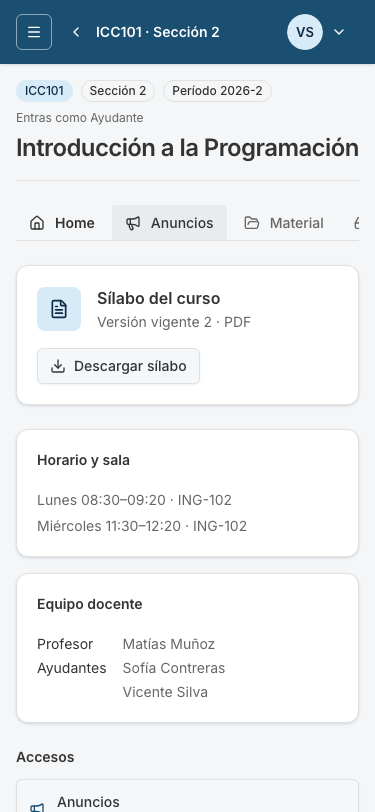 ICC101 · Sección 2
VS
ICC101
Sección 2
Período 2026-2
Entras como Ayudante
Introducción a la Programación
Home
Anuncios
Material
Sílabo del curso
Versión vigente 2 · PDF
Descargar sílabo
Horario y sala
Lunes 08:30–09:20 · ING-102
Miércoles 11:30–12:20 · ING-102
Equipo docente
Profesor Matías Muñoz
Ayudantes Sofía Contreras
Vicente Silva
Accesos
Anuncios